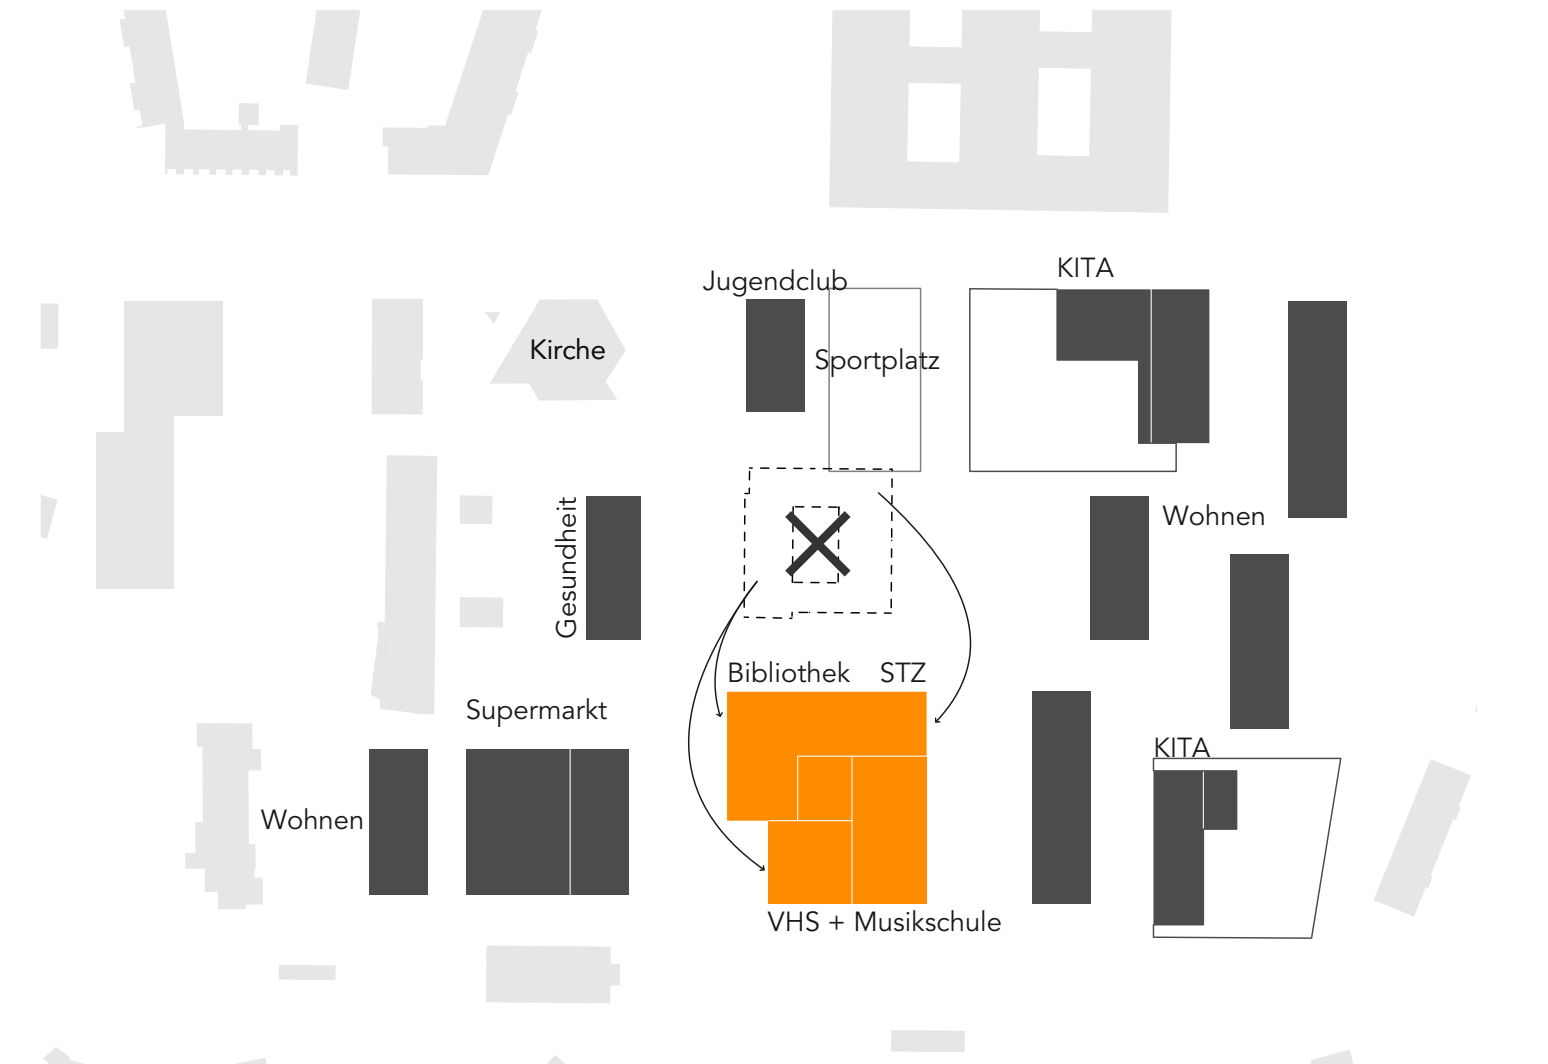 KITA
Jugendclub
Kirche
Sportplatz
Gesundheit
Wohnen
Bibliothek
STZ
Supermarkt
KITA
Wohnen
VHS + Musikschule